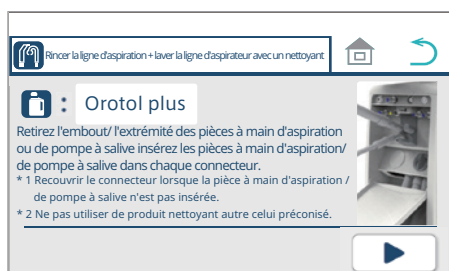 Rincer la ligne d'aspiration + laver la ligne d'aspirateur avec un nettoyant
: Orotol plus
Retirez l'embout/ l'extrémité des pièces à main d'aspiration
ou de pompe à salive insérez les pièces à main d'aspiration/
de pompe à salive dans chaque connecteur.
* 1 Recouvrir le connecteur lorsque la pièce à main d'aspiration /
de pompe à salive n'est pas insérée.
* 2 Ne pas utiliser de produit nettoyant autre celui préconisé.